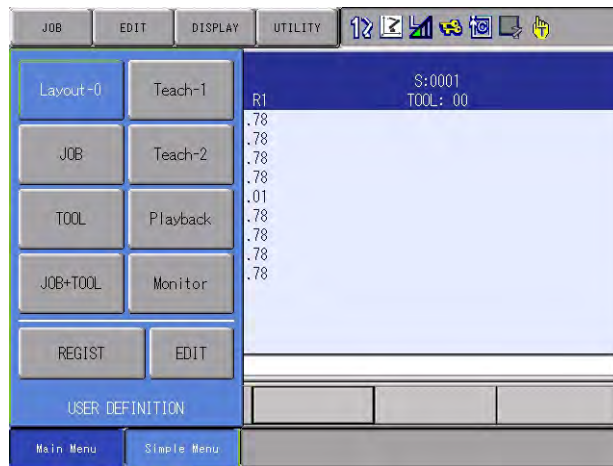 JOB EDIT DISPLAY UTILITY
Layout-0 Teach-1
S:0001
R1 TOOL: 00
.78
.78
JOB Teach-2
.78
.78
.01
TOOL Playback
.78
.78
.78
JOB+TOOL Monitor
.78
REGIST EDIT
USER DEFINITION
Main Menu Simple Menu